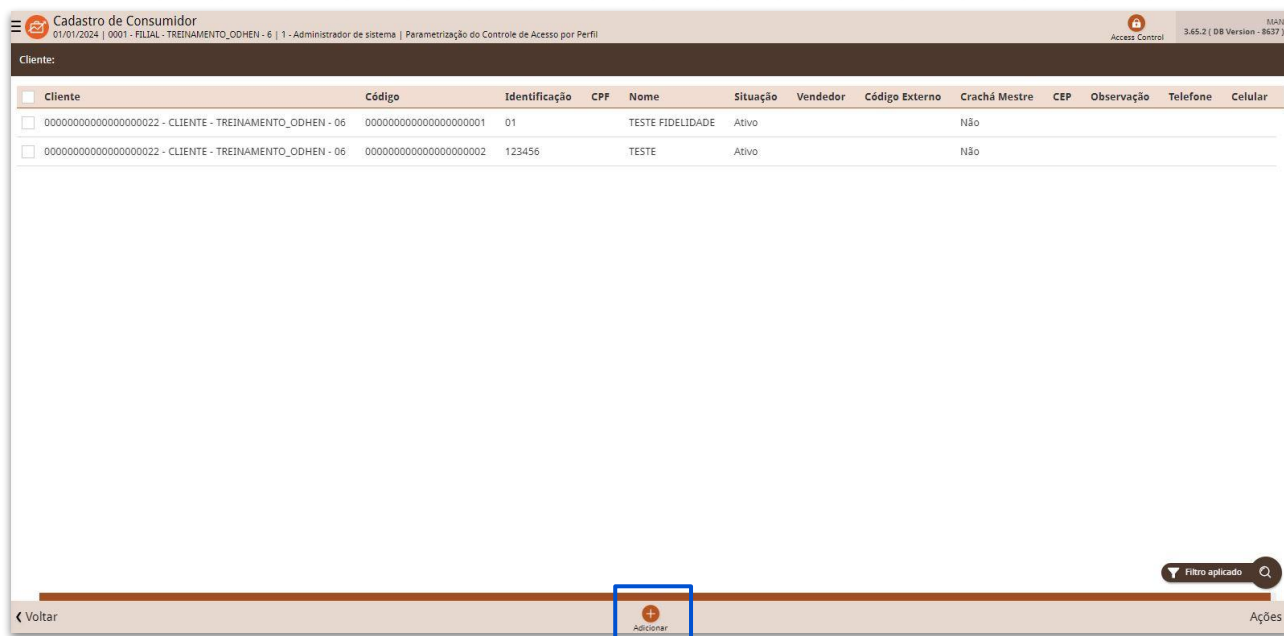 Cadastro de Consumidor
01/01/2024 | 0001 - FILIAL - TREINAMENTO_ODHEN - 6 | 1 - Administrador de sistema | Parametrização do Controle de Acesso por Perfil
Access Control
MAN
3.65.2 ( DB Version - 8637 )
Cliente:
Cliente Código Identificação CPF Nome Situação Vendedor Código Externo Crachá Mestre CEP Observação Telefone Celular
00000000000000000022 - CLIENTE - TREINAMENTO_ODHEN - 06 00000000000000000001 01 TESTE FIDELIDADE Ativo Não
00000000000000000022 - CLIENTE - TREINAMENTO_ODHEN - 06 00000000000000000002 123456 TESTE Ativo Não
Filtro aplicado
Voltar
Adicionar
Ações